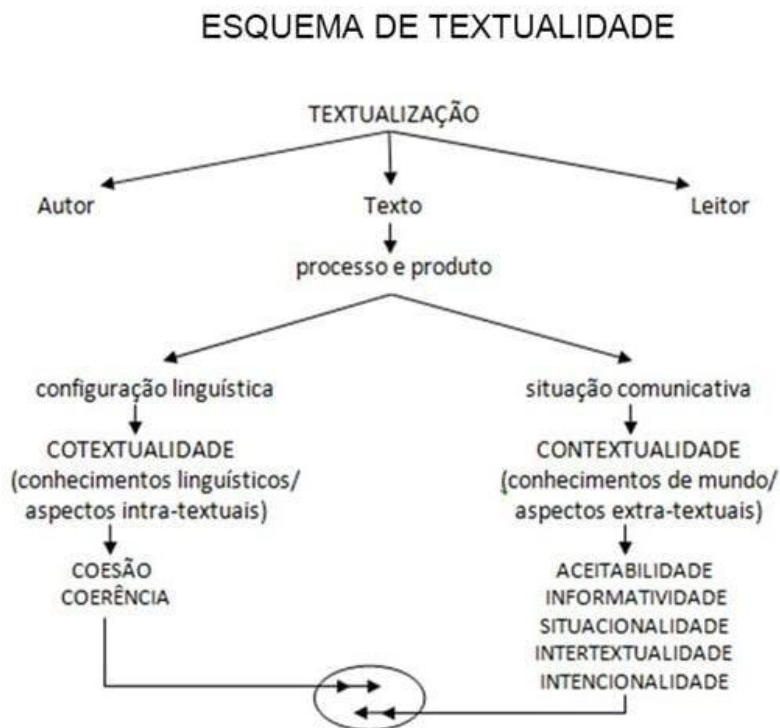 ESQUEMA DE TEXTUALIDADE
TEXTUALIZAÇÃO
Autor
Texto
Leitor
processo e produto
configuração linguística
COTEXTUALIDADE
(conhecimentos linguísticos/
aspectos intra-textuais)
COESÃO
COERÊNCIA
situação comunicativa
CONTEXTUALIDADE
(conhecimentos de mundo/
aspectos extra-textuais)
ACEITABILIDADE
INFORMATIVIDADE
SITUACIONALIDADE
INTERTEXTUALIDADE
INTENCIONALIDADE